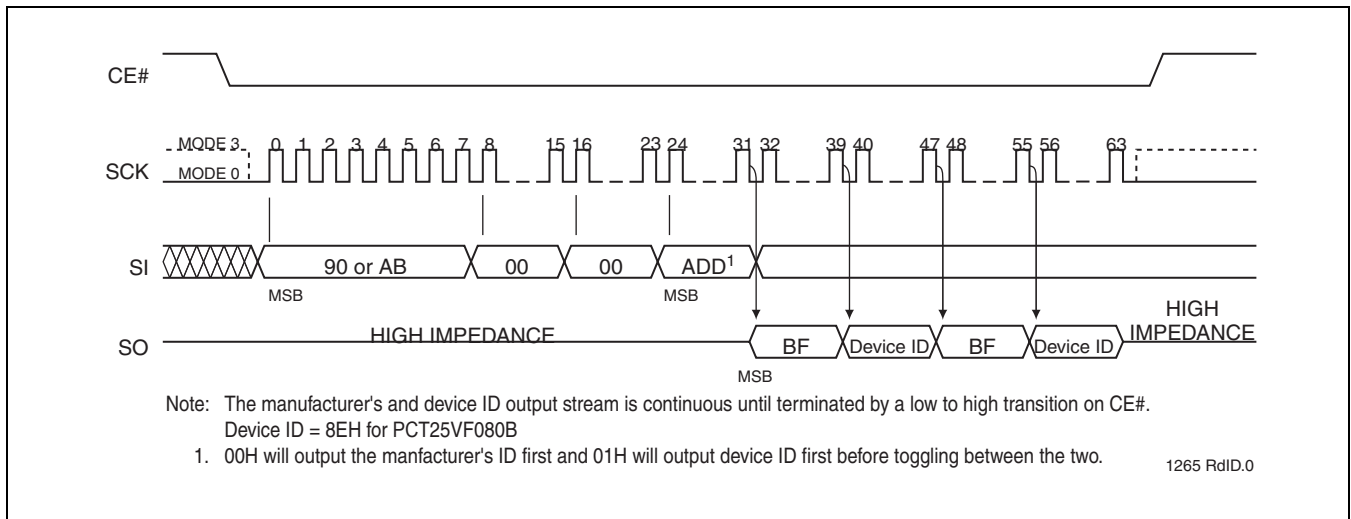 CE#
MODE 3 0 1 2 3 4 5 6 7 8 15 16 23 24 31 32 39 40 47 48 55 56 63
SCK MODE 0
SI 90 or AB 00 00 ADD1
MSB MSB
HIGH IMPEDANCE
HIGH
IMPEDANCE
SO BF Device ID BF Device ID
MSB
Note: The manufacturer's and device ID output stream is continuous until terminated by a low to high transition on CE#.
Device ID = 8EH for PCT25VF080B
1. 00H will output the manfacturer's ID first and 01H will output device ID first before toggling between the two.
1265 RdID.0